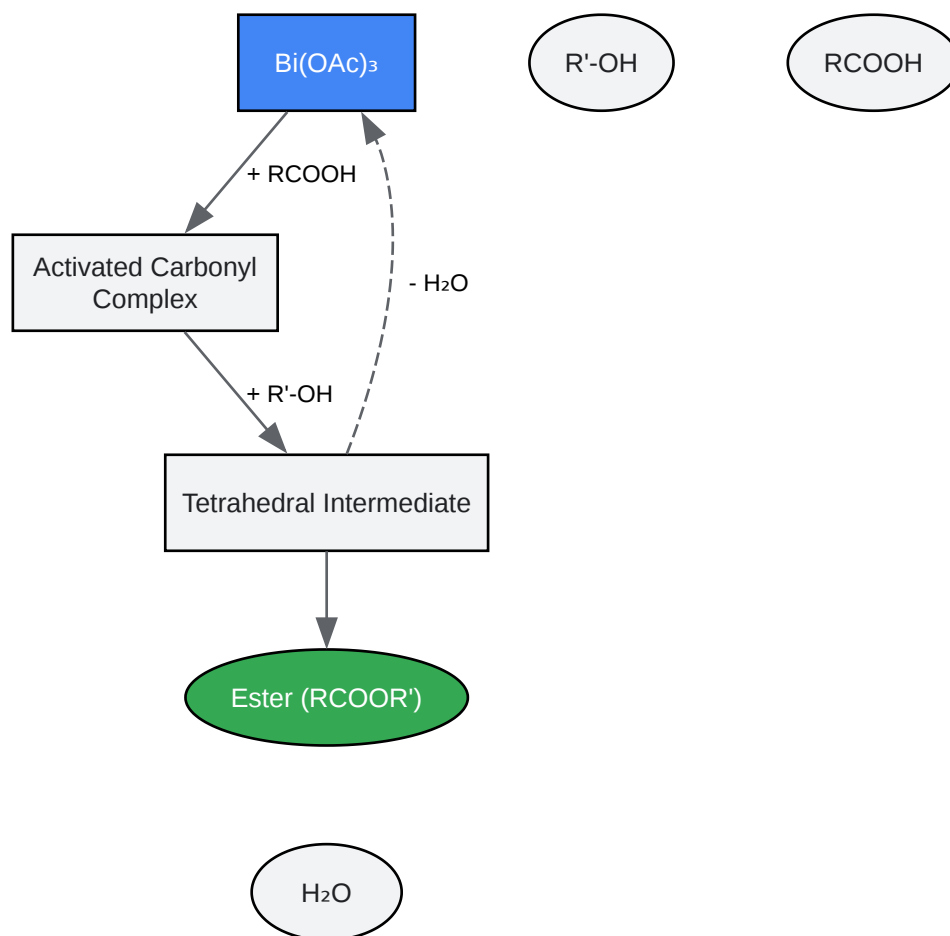 Bi(OAc)₃
R'-OH
RCOOH
+ RCOOH
Activated Carbonyl
Complex
- H₂O
+ R'-OH
Tetrahedral Intermediate
Ester (RCOOR')
H₂O